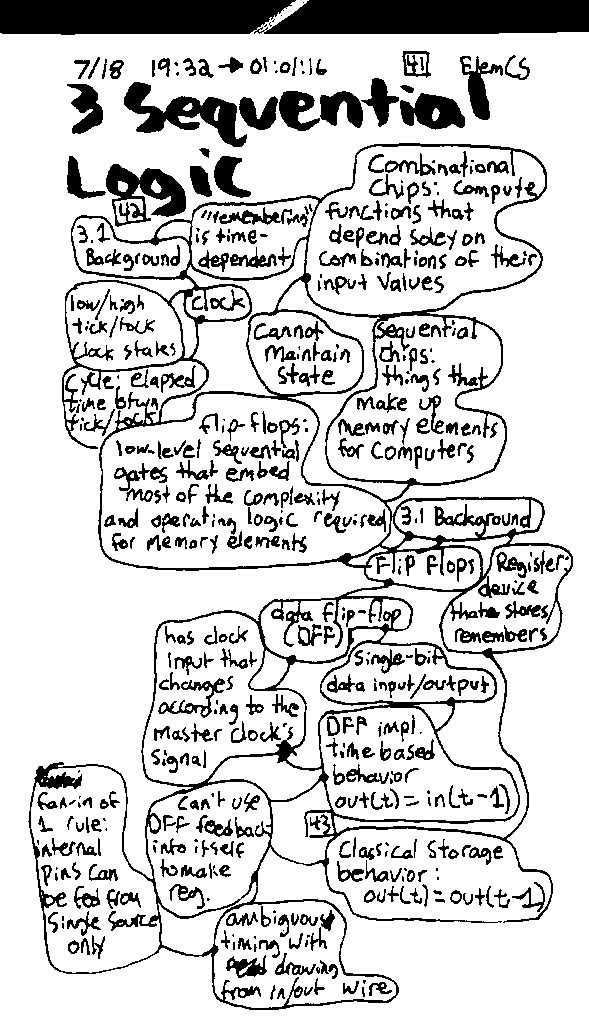 7/18 19:32 → 01:01:16 41 ElemCS
3 Sequential
Logic
42
3.1
Background
"remembering"
is time-
dependent
Combinational
Chips: compute
functions that
depend soley on
Combinations of their
input Values
Clock
low/high
tick/tock
Clock states
Cycle: elapsed
time btwn
tick/tocks
Cannot
Maintain
State
Sequential
Chips:
things that
make up
memory elements
for Computers
flip-flops:
low-level Sequential
gates that embed
most of the complexity
and operating logic required
for memory elements
3.1 Background
Flip Flops
Register:
device
that stores/
remembers
data flip-flop
(DFF)
has clock
input that
changes
according to the
Master Clock's
Signal
Single-bit
data input/output
DFF impl.
time based
behavior
out(t) = in(t-1)
43
Classical Storage
behavior:
out(t) = out(t-1)
Can't use
DFF feedback
into itself
to make
reg.
fan-in of
1 rule:
internal
Pins Can
be fed from
Single Source
only
ambiguous
timing with
drawing
from in/out wire